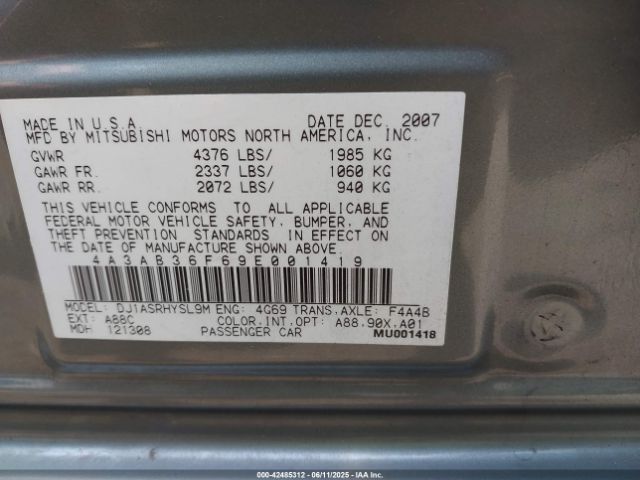 MADE IN U.S.A. DATE DEC. 2007
MFD BY MITSUBISHI MOTORS NORTH AMERICA, INC.
GVWR 4376 LBS/ 1985 KG
GAWR FR. 2337 LBS/ 1060 KG
GAWR RR. 2072 LBS/ 940 KG
THIS VEHICLE CONFORMS TO ALL APPLICABLE
FEDERAL MOTOR VEHICLE SAFETY, BUMPER, AND
THEFT PREVENTION STANDARDS IN EFFECT ON
THE DATE OF MANUFACTURE SHOWN ABOVE.
4A3AB36F69E001419
MODEL: DJ1ASRHYSL9M ENG: 4G69 TRANS,AXLE: F4A4B
EXT: A88C COLOR,INT,OPT: A88,90X,A01
MDH 121308 PASSENGER CAR MU001418
000-42485312 - 06/11/2025 - IAAI, Inc.